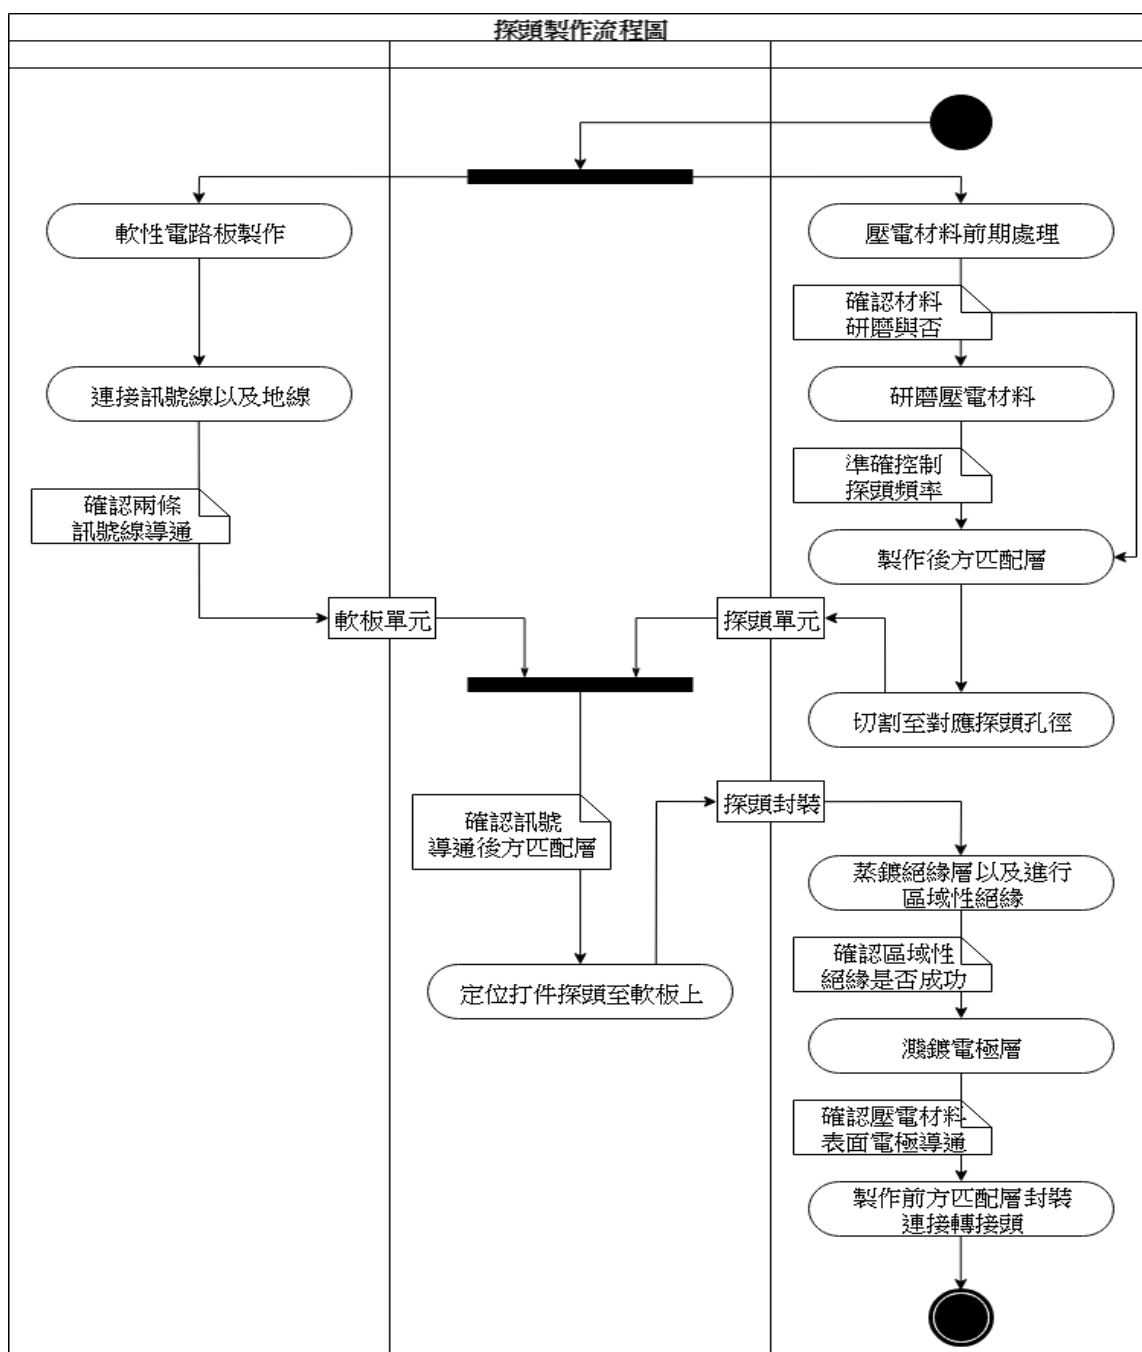 探頭製作流程圖
軟性電路板製作
壓電材料前期處理
確認材料
研磨與否
連接訊號線以及地線
研磨壓電材料
準確控制
探頭頻率
確認兩條
訊號線導通
製作後方匹配層
軟板單元
探頭單元
切割至對應探頭孔徑
確認訊號
導通後方匹配層
探頭封裝
蒸鍍絕緣層以及進行
區域性絕緣
確認區域性
絕緣是否成功
定位打件探頭至軟板上
濺鍍電極層
確認壓電材料
表面電極導通
製作前方匹配層封裝
連接轉接頭